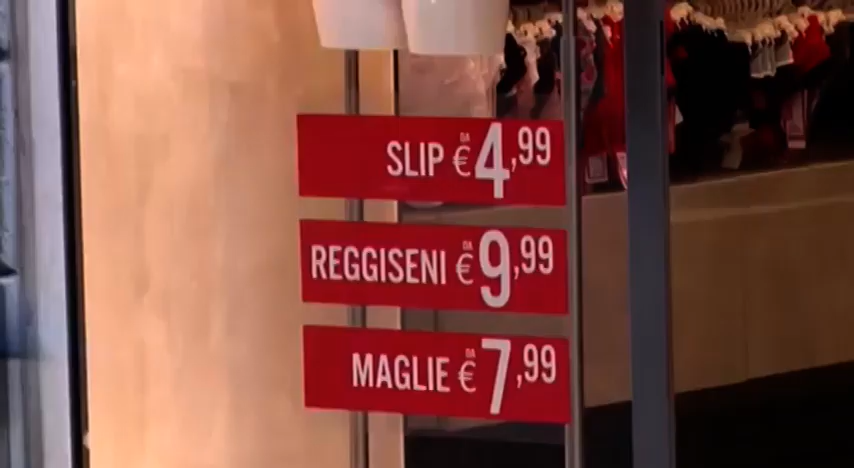 SLIP DA €4,99
REGGISENI DA €9,99
MAGLIE DA €7,99